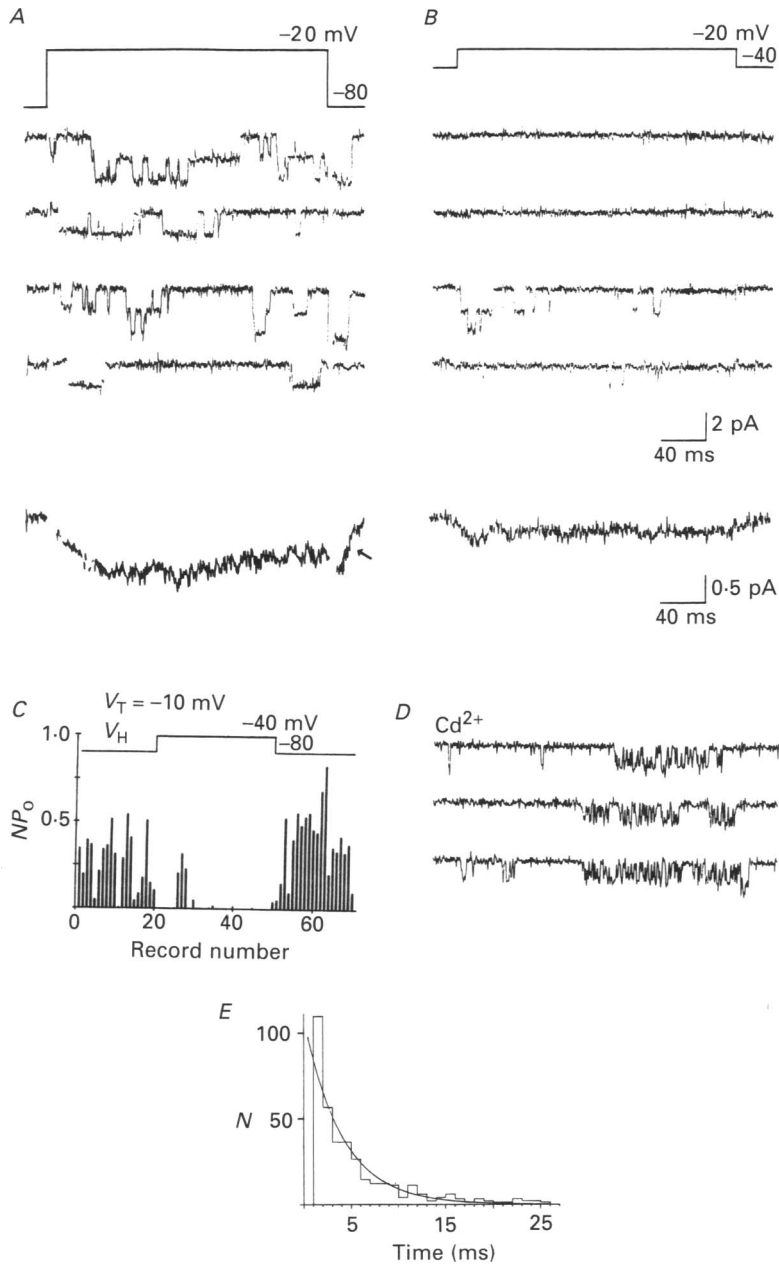 A
B
−20 mV
−80
−20 mV
−40
2 pA
40 ms
0·5 pA
40 ms
C
V_T = −10 mV
V_H
−40 mV
−80
1.0
0·5
NP_o
0 20 40 60
Record number
D
Cd²⁺
E
100
50
N
5 15 25
Time (ms)